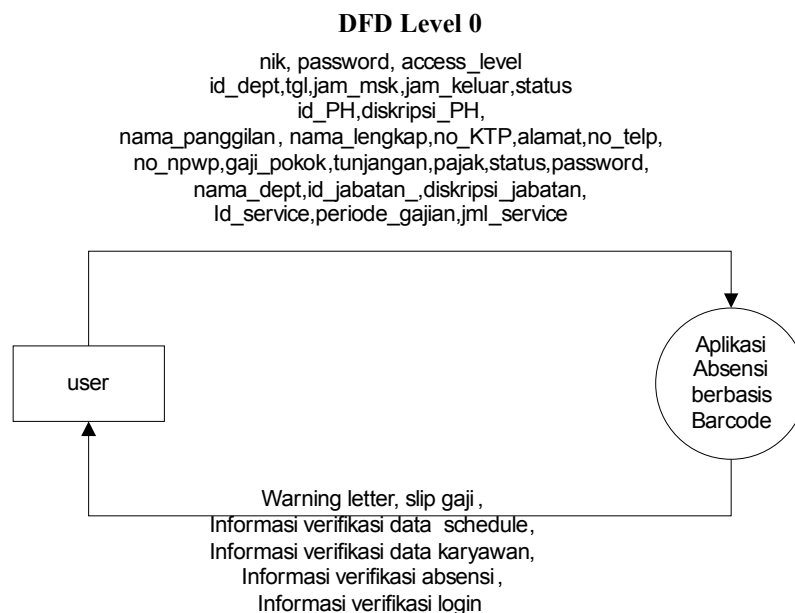 DFD Level 0
nik, password, access_level
id_dept,tgl,jam_msk,jam_keluar,status
id_PH,diskripsi_PH,
nama_panggilan, nama_lengkap,no_KTP,alamat,no_telp,
no_npwp,gaji_pokok,tunjangan,pajak,status,password,
nama_dept,id_jabatan_,diskripsi_jabatan,
Id_service,periode_gajian,jml_service
user
Aplikasi
Absensi
berbasis
Barcode
Warning letter, slip gaji,
Informasi verifikasi data schedule,
Informasi verifikasi data karyawan,
Informasi verifikasi absensi,
Informasi verifikasi login